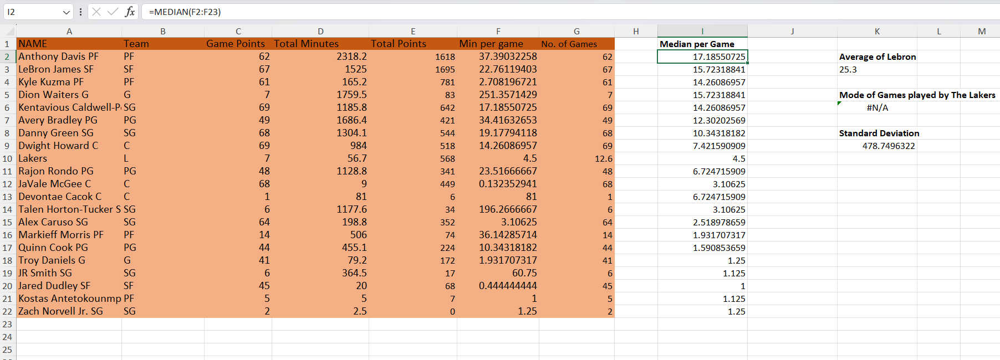 I2 fx =MEDIAN(F2:F23)
A B C D E F G H I J K L M
1 NAME Team Game Points Total Minutes Total Points Min per game No. of Games Median per Game
2 Anthony Davis PF PF 62 2318.2 1618 37.39032258 62 17.18550725 Average of Lebron
3 LeBron James SF SF 67 1525 1695 22.76119403 67 15.72318841 25.3
4 Kyle Kuzma PF PF 61 165.2 781 2.708196721 61 14.26086957
5 Dion Waiters G G 7 1759.5 83 251.3571429 7 15.72318841 Mode of Games played by The Lakers
6 Kentavious Caldwell-P SG 69 1185.8 642 17.18550725 69 14.26086957 #N/A
7 Avery Bradley PG PG 49 1686.4 421 34.41632653 49 12.30202569
8 Danny Green SG SG 68 1304.1 544 19.17794118 68 10.34318182 Standard Deviation
9 Dwight Howard C C 69 984 518 14.26086957 69 7.421590909 478.7496322
10 Lakers L 7 56.7 568 4.5 12.6 4.5
11 Rajon Rondo PG PG 48 1128.8 341 23.51666667 48 6.724715909
12 JaVale McGee C C 68 9 449 0.132352941 68 3.10625
13 Devontae Cacok C C 1 81 6 81 1 6.724715909
14 Talen Horton-Tucker S SG 6 1177.6 34 196.2666667 6 3.10625
15 Alex Caruso SG SG 64 198.8 352 3.10625 64 2.518978659
16 Markieff Morris PF PF 14 506 74 36.14285714 14 1.931707317
17 Quinn Cook PG PG 44 455.1 224 10.34318182 44 1.590853659
18 Troy Daniels G G 41 79.2 172 1.931707317 41 1.25
19 JR Smith SG SG 6 364.5 17 60.75 6 1.125
20 Jared Dudley SF SF 45 20 68 0.444444444 45 1
21 Kostas Antetokounmp PF 5 5 7 1 5 1.125
22 Zach Norvell Jr. SG SG 2 2.5 0 1.25 2 1.25
23
24
25